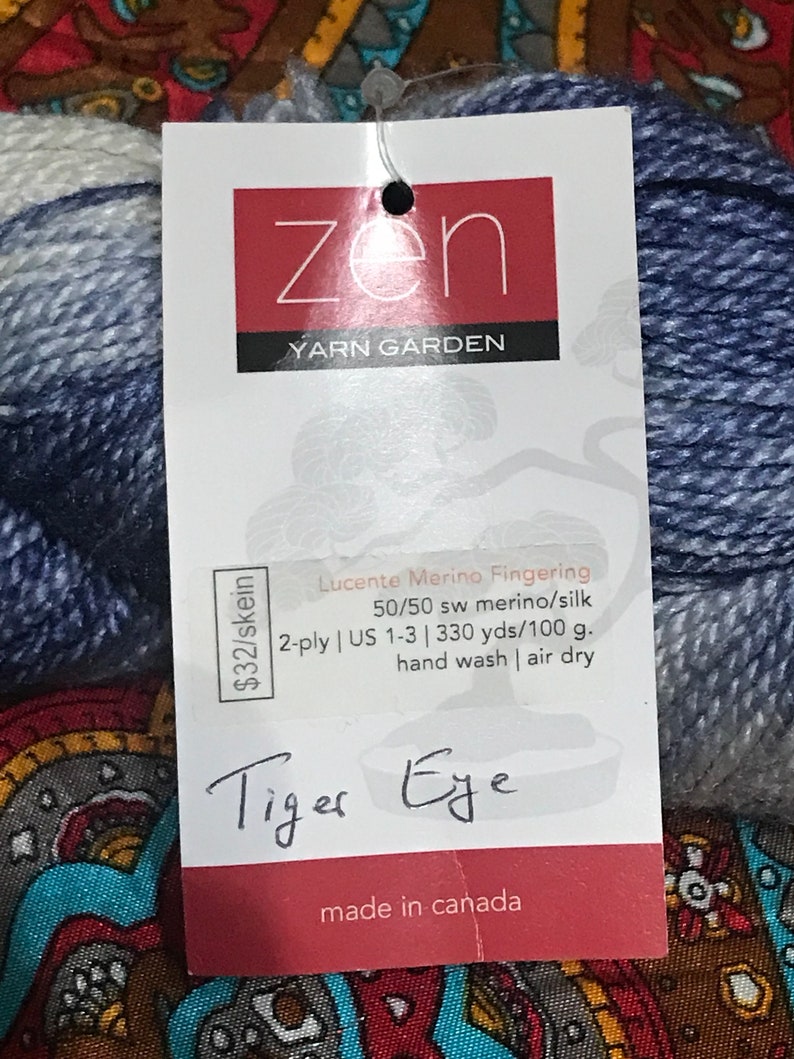 zen
YARN GARDEN
$32/skein
Lucente Merino Fingering
50/50 sw merino/silk
2-ply | US 1-3 | 330 yds/100 g.
hand wash | air dry
Tiger Eye
made in canada